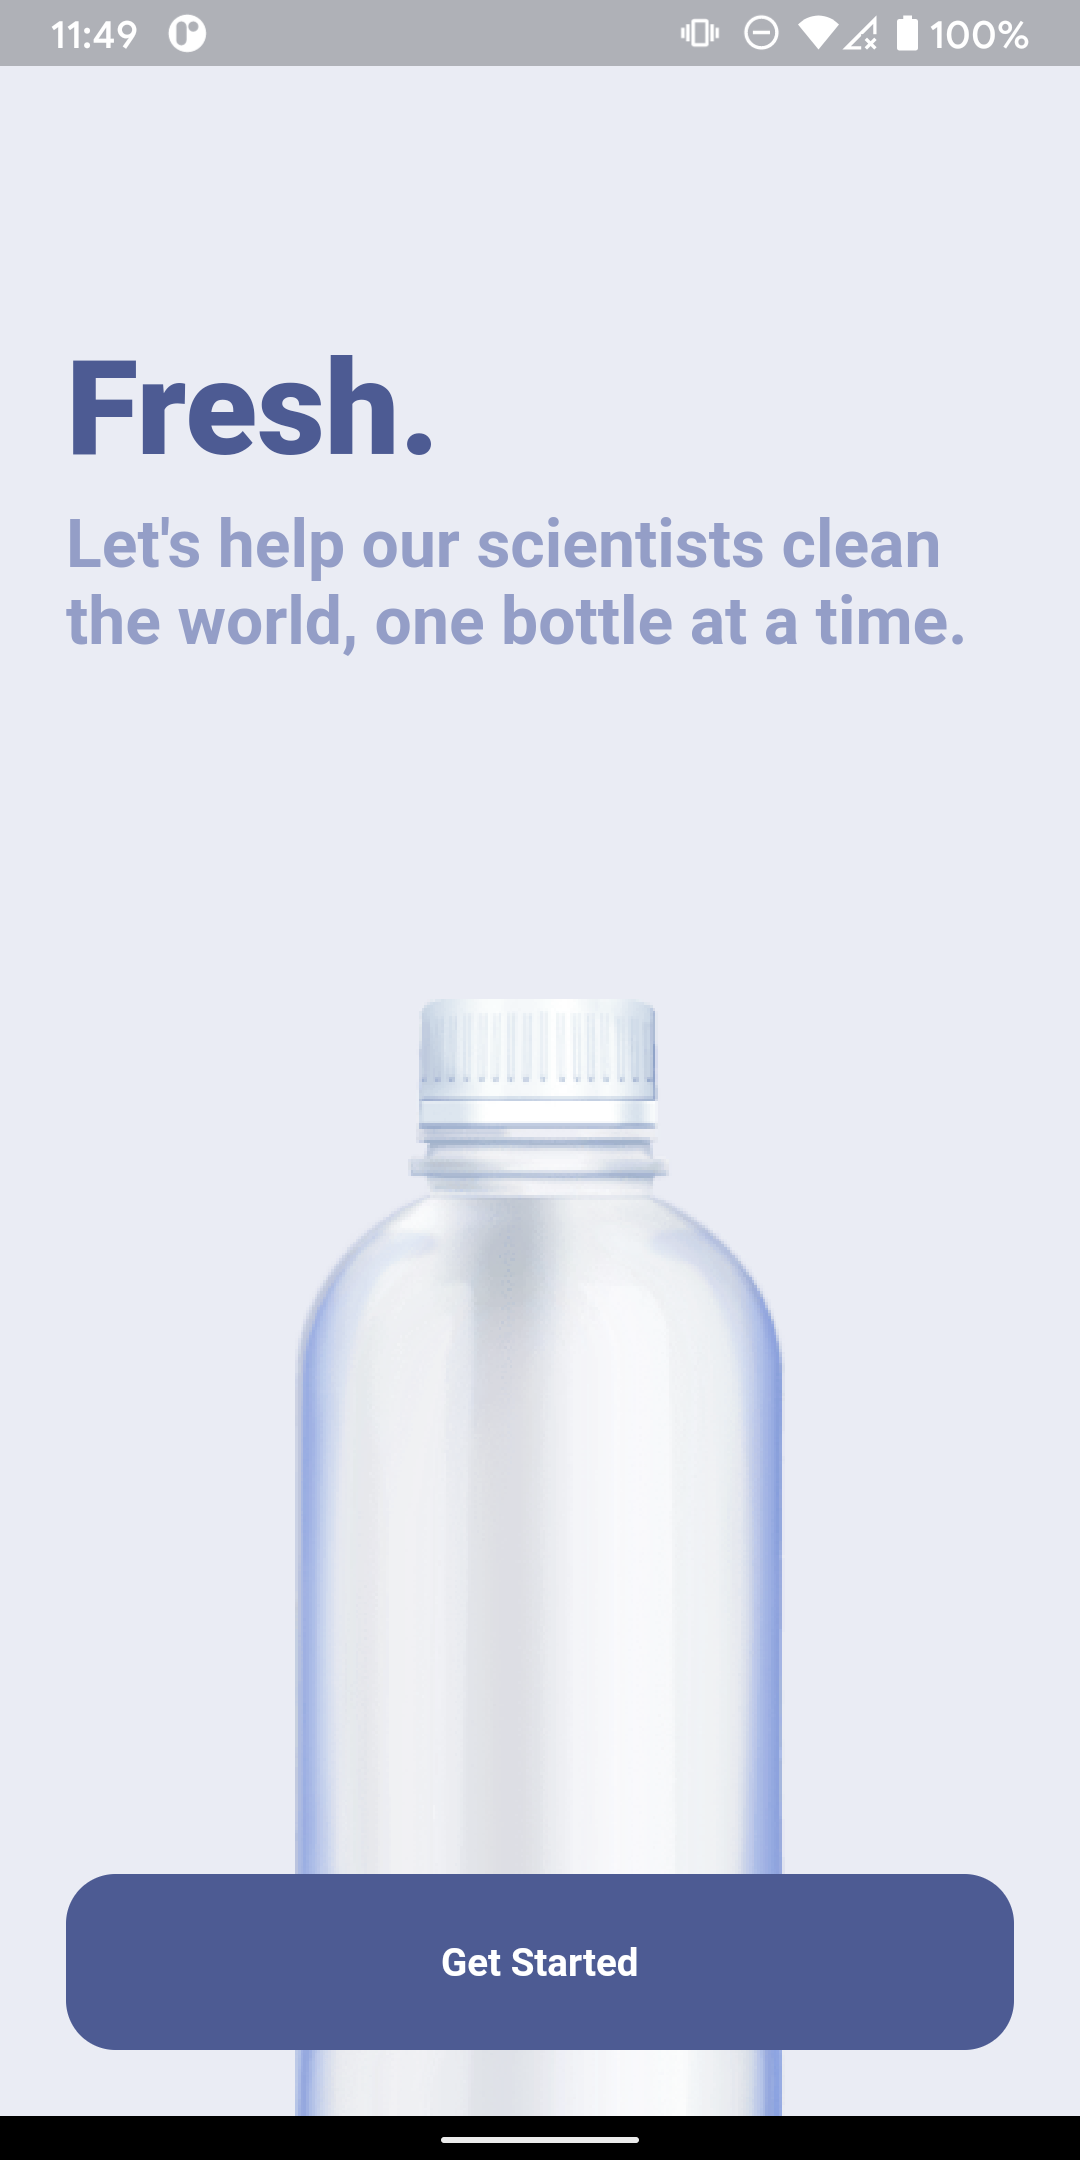 11:49
100%
Fresh.
Let's help our scientists clean
the world, one bottle at a time.
Get Started